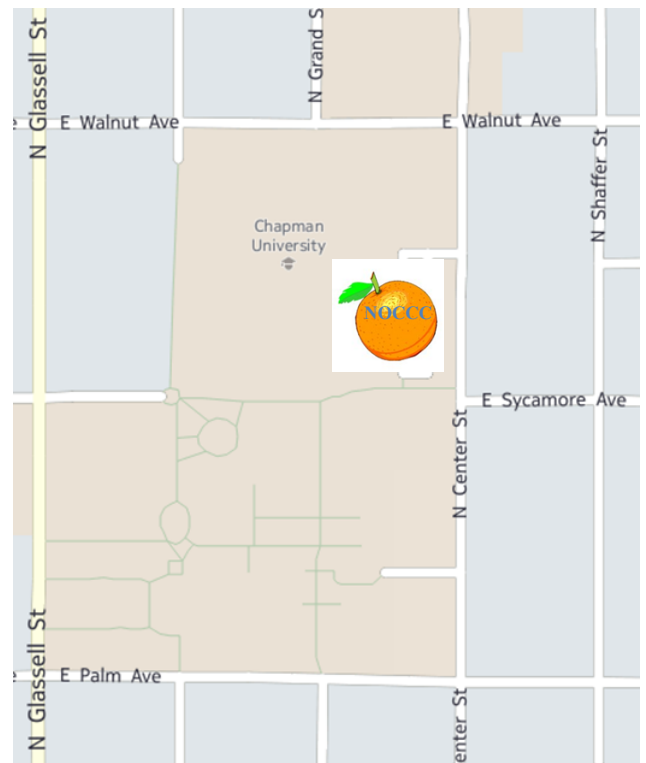 N Glassell St
N Grand S
E Walnut Ave
E Walnut Ave
N Shaffer St
Chapman
University
NOCCC
E Sycamore Ave
N Center St
N Glassell St
E Palm Ave
enter St